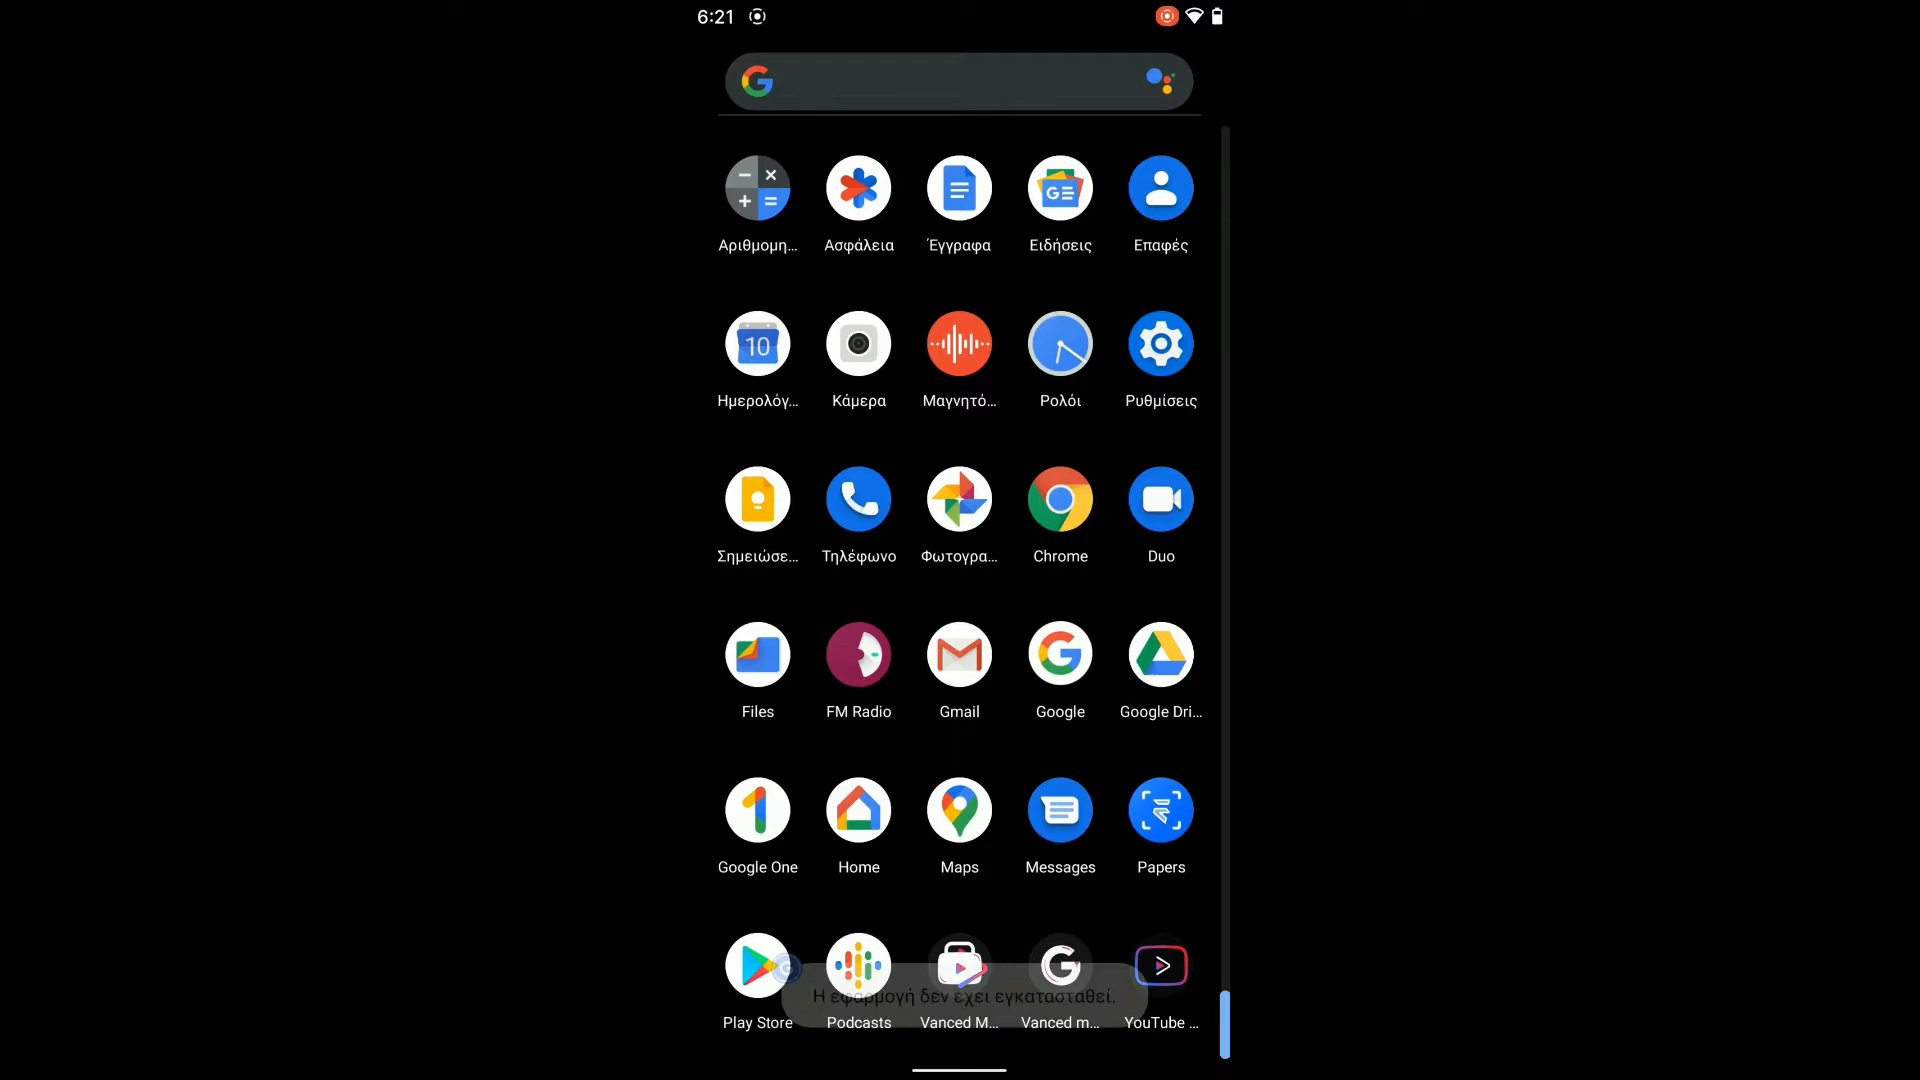 6:21
Αριθμομη...
Ασφάλεια
Έγγραφα
Ειδήσεις
Επαφές
10
Ημερολόγ...
Κάμερα
Μαγνητό...
Ρολόι
Ρυθμίσεις
Σημειώσε...
Τηλέφωνο
Φωτογρα...
Chrome
Duo
Files
FM Radio
Gmail
Google
Google Dri...
Google One
Home
Maps
Messages
Papers
Η εφαρμογή δεν έχει εγκατασταθεί.
Play Store
Podcasts
Vanced M...
Vanced m...
YouTube ...